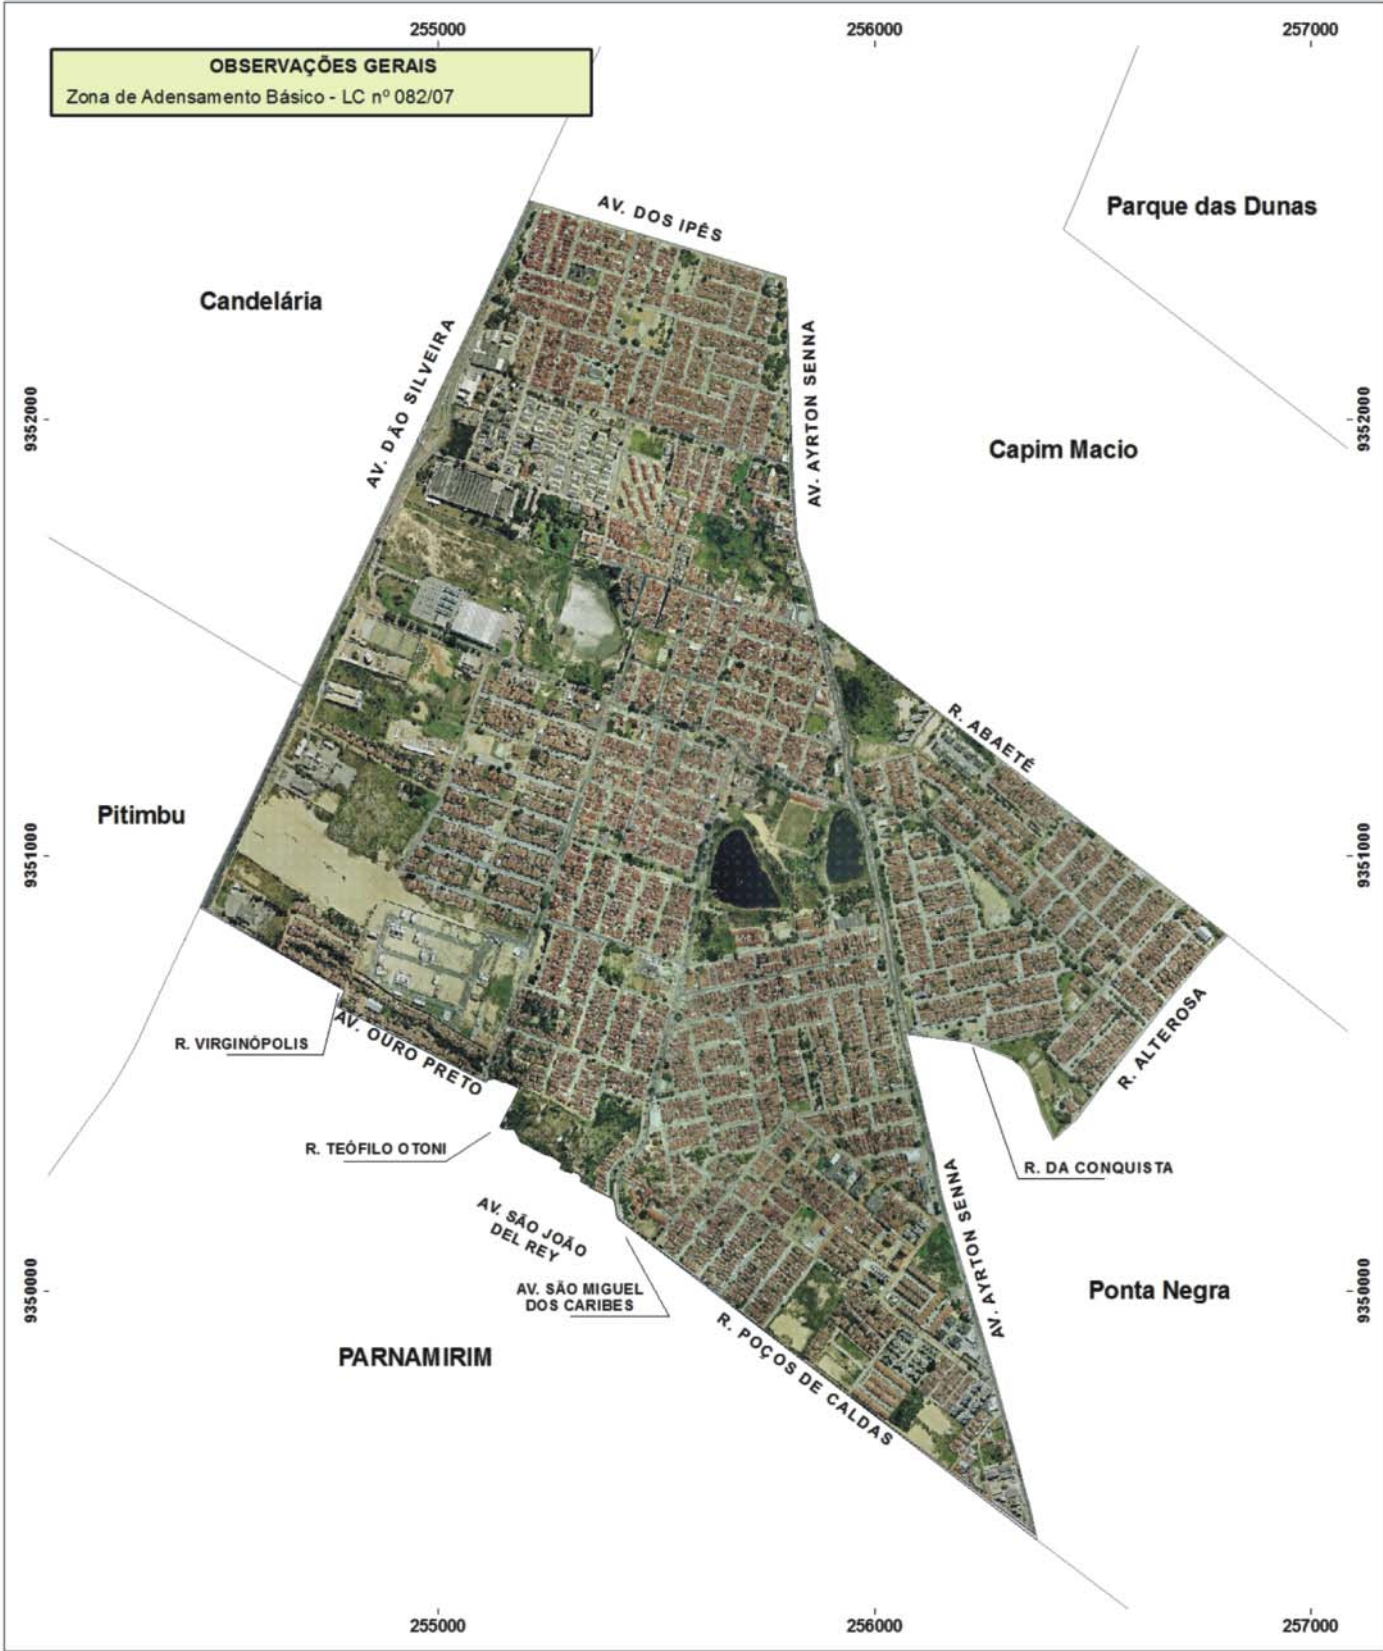 255000
256000
257000
OBSERVAÇÕES GERAIS
Zona de Adensamento Básico - LC nº 082/07
AV. DOS IPÊS
Parque das Dunas
Candelária
AV. DÃO SILVEIRA
AV. AYRTON SENNA
9352000
9352000
Capim Macio
R. ABAETÉ
Pitimbu
9351000
9351000
R. VIRGINÓPOLIS
AV. OURO PRETO
R. ALTEROSA
R. TEÓFILO OTONI
R. DA CONQUISTA
AV. SÃO JOÃO
DEL REY
AV. AYRTON SENNA
AV. SÃO MIGUEL
DOS CARIBES
Ponta Negra
9350000
9350000
R. POÇOS DE CALDAS
PARNAMIRIM
255000
256000
257000